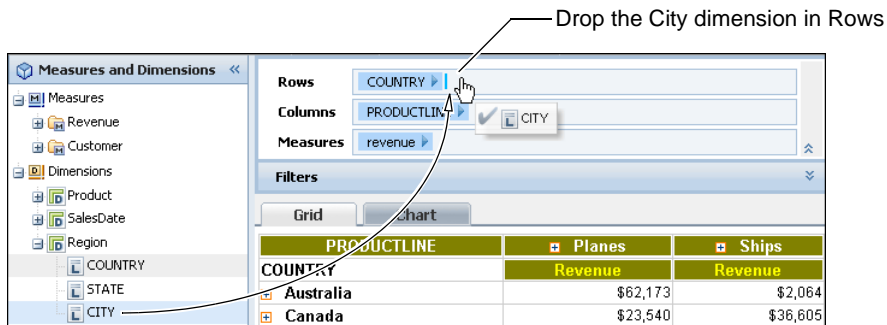 Drop the City dimension in Rows
Measures and Dimensions
Measures
Revenue
Customer
Dimensions
Product
SalesDate
Region
COUNTRY
STATE
CITY
Rows COUNTRY
Columns PRODUCTLIN
CITY
Measures revenue
Filters
Grid Chart
PRODUCTLINE Planes Ships
COUNTRY Revenue Revenue
Australia $62,173 $2,064
Canada $23,540 $36,605